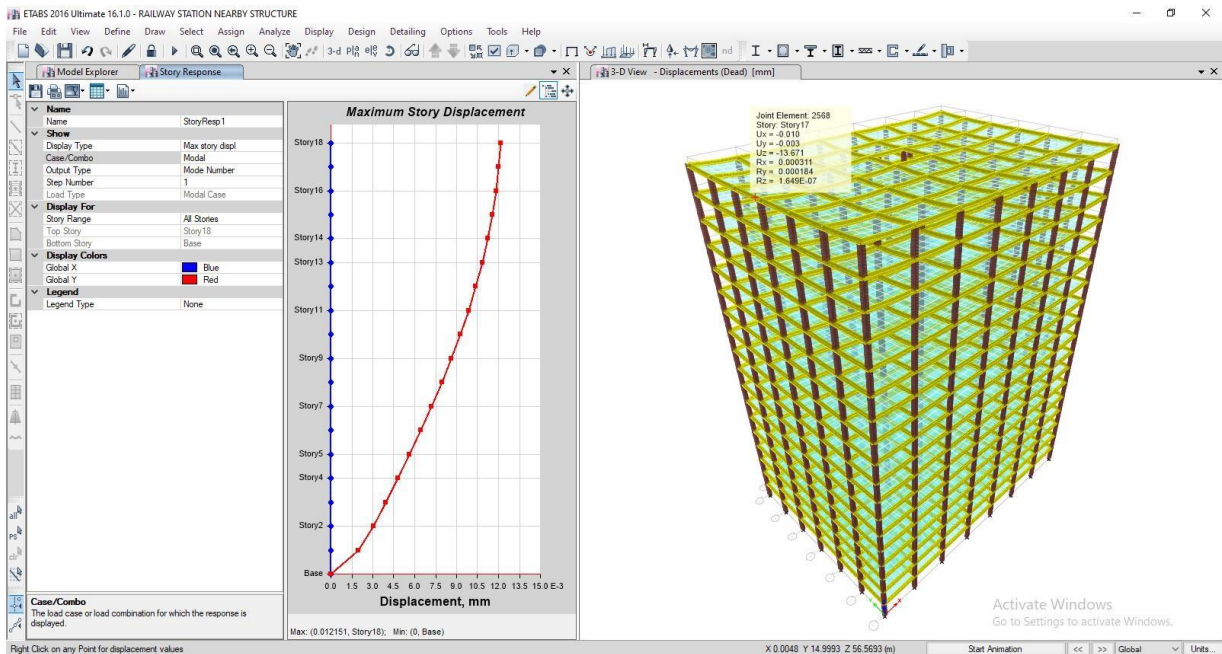 ETABS 2016 Ultimate 16.1.0 - RAILWAY STATION NEARBY STRUCTURE
File Edit View Define Draw Select Assign Analyze Display Design Detailing Options Tools Help
3-d
nd
Model Explorer
Story Response
3-D View - Displacements (Dead) [mm]
Name
Name StoryResp1
Show
Display Type Max story displ
Case/Combo Modal
Output Type Mode Number
Step Number 1
Load Type Modal Case
Display For
Story Range All Stories
Top Story Story18
Bottom Story Base
Display Colors
Global X Blue
Global Y Red
Legend
Legend Type None
Maximum Story Displacement
Story18
Story16
Story14
Story13
Story11
Story9
Story7
Story5
Story4
Story2
Base
0.0 1.5 3.0 4.5 6.0 7.5 9.0 10.5 12.0 13.5 15.0 E-3
Displacement, mm
Max: (0.012151, Story18); Min: (0, Base)
Joint Element: 2568
Story: Story17
Ux = -0.010
Uy = -0.003
Uz = -13.671
Rx = 0.000311
Ry = 0.000184
Rz = 1.649E-07
all
PS
clr
Case/Combo
The load case or load combination for which the response is
displayed.
Activate Windows
Go to Settings to activate Windows.
Right Click on any Point for displacement values
X 0.0048 Y 14.9993 Z 56.5693 (m)
Start Animation
<< >>
Global
Units...